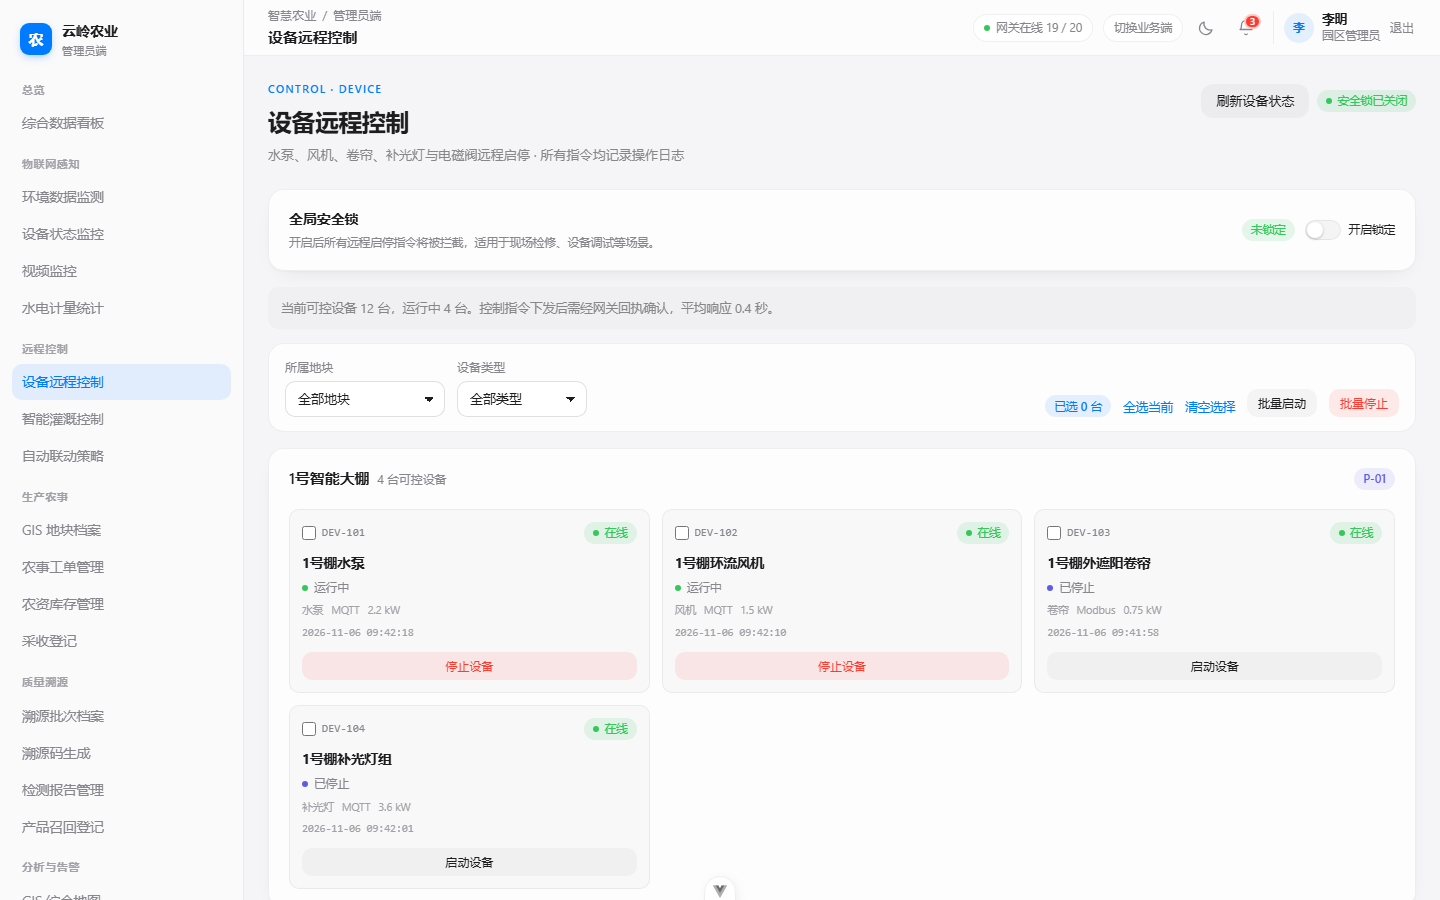 农
云岭农业
管理员端
总览
综合数据看板
物联网感知
环境数据监测
设备状态监控
视频监控
水电计量统计
远程控制
设备远程控制
智能灌溉控制
自动联动策略
生产农事
GIS 地块档案
农事工单管理
农资库存管理
采收登记
质量溯源
溯源批次档案
溯源码生成
检测报告管理
产品召回登记
分析与告警
GIS 综合地图
智慧农业 / 管理员端
设备远程控制
网关在线 19 / 20
切换业务端
3
李
李明
园区管理员
退出
CONTROL · DEVICE
设备远程控制
水泵、风机、卷帘、补光灯与电磁阀远程启停 · 所有指令均记录操作日志
刷新设备状态
安全锁已关闭
全局安全锁
开启后所有远程启停指令将被拦截，适用于现场检修、设备调试等场景。
未锁定
开启锁定
当前可控设备 12 台，运行中 4 台。控制指令下发后需经网关回执确认，平均响应 0.4 秒。
所属地块
设备类型
全部地块
全部类型
已选 0 台
全选当前
清空选择
批量启动
批量停止
1号智能大棚 4 台可控设备
P-01
DEV-101
在线
1号棚水泵
运行中
水泵 MQTT 2.2 kW
2026-11-06 09:42:18
停止设备
DEV-102
在线
1号棚环流风机
运行中
风机 MQTT 1.5 kW
2026-11-06 09:42:10
停止设备
DEV-103
在线
1号棚外遮阳卷帘
已停止
卷帘 Modbus 0.75 kW
2026-11-06 09:41:58
启动设备
DEV-104
在线
1号棚补光灯组
已停止
补光灯 MQTT 3.6 kW
2026-11-06 09:42:01
启动设备